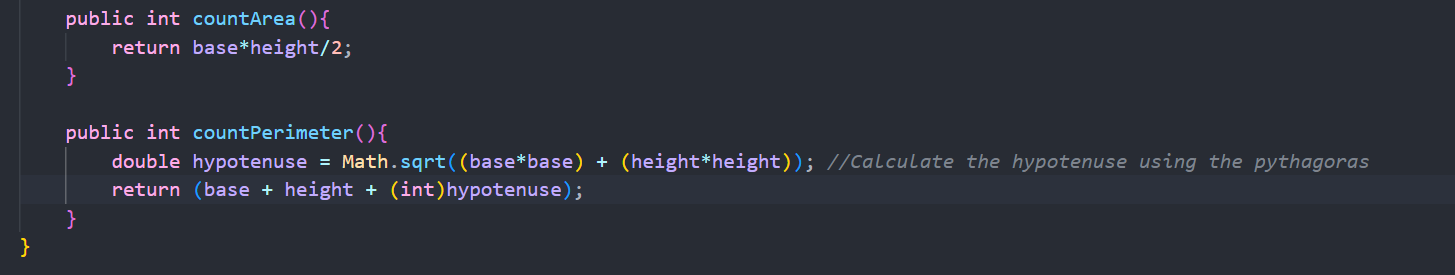 public int countArea(){
return base*height/2;
}
public int countPerimeter(){
double hypotenuse = Math.sqrt((base*base) + (height*height)); //Calculate the hypotenuse using the pythagoras
return (base + height + (int)hypotenuse);
}
}